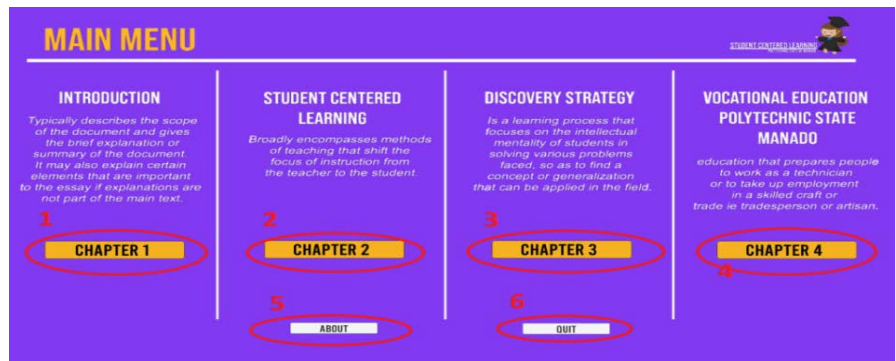 MAIN MENU
STUDENT CENTERED LEARNING
INTRODUCTION
Typically describes the scope
of the document and gives
the brief explanation or
summary of the document.
It may also explain certain
elements that are important
to the essay if explanations are
not part of the main text.
1
CHAPTER 1
STUDENT CENTERED
LEARNING
Broadly encompasses methods
of teaching that shift the
focus of instruction from
the teacher to the student.
2
CHAPTER 2
DISCOVERY STRATEGY
Is a learning process that
focuses on the intellectual
mentality of students in
solving various problems
faced, so as to find a
concept or generalization
that can be applied in the field.
3
CHAPTER 3
VOCATIONAL EDUCATION
POLYTECHNIC STATE
MANADO
education that prepares people
to work as a technician
or to take up employment
in a skilled craft or
trade ie tradesperson or artisan.
CHAPTER 4
4
5
ABOUT
6
QUIT